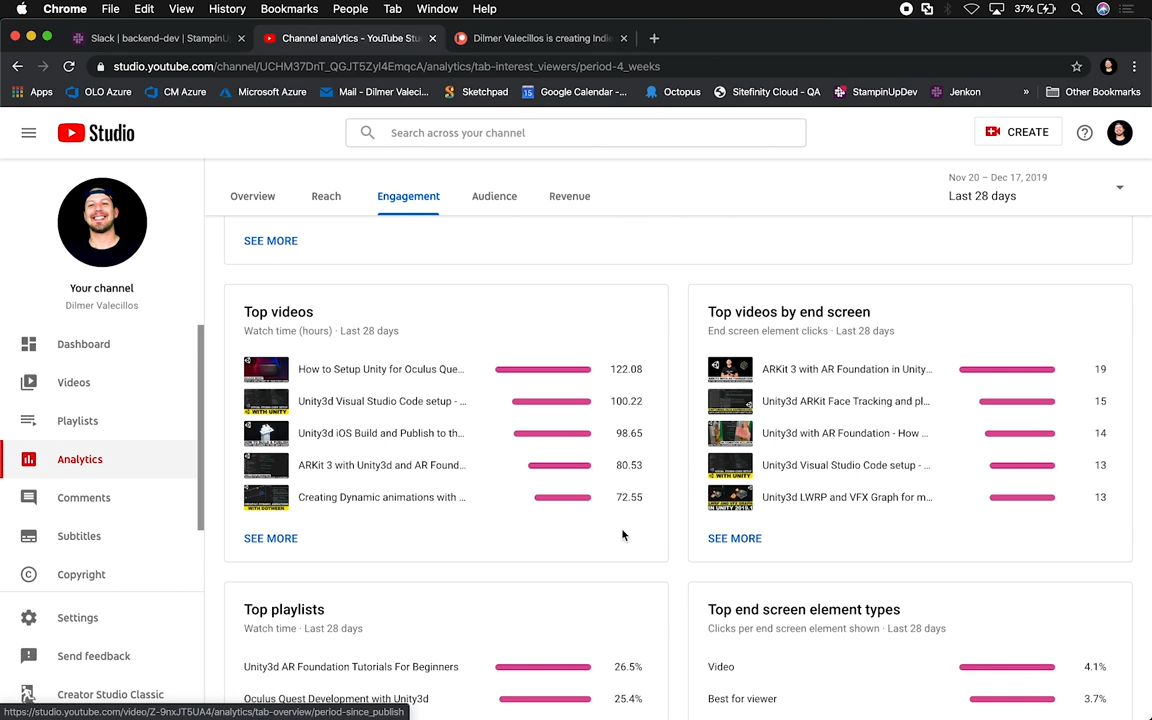 Chrome File Edit View History Bookmarks People Tab Window Help 37%
Slack | backend-dev | StampinU Channel analytics - YouTube Stu Dilmer Valecillos is creating Indie
studio.youtube.com/channel/UCHM37DnT_QGJT5ZyI4EmqcA/analytics/tab-interest_viewers/period-4_weeks
Apps OLO Azure CM Azure Microsoft Azure Mail - Dilmer Valeci... Sketchpad Google Calendar -... Octopus Sitefinity Cloud - QA StampinUpDev Jenkon » Other Bookmarks
Studio
Search across your channel
CREATE
Your channel
Dilmer Valecillos
Dashboard
Videos
Playlists
Analytics
Comments
Subtitles
Copyright
Settings
Send feedback
Creator Studio Classic
Overview Reach Engagement Audience Revenue
Nov 20 – Dec 17, 2019
Last 28 days
SEE MORE
Top videos
Watch time (hours) · Last 28 days
How to Setup Unity for Oculus Que... 122.08
Unity3d Visual Studio Code setup - ... 100.22
Unity3d iOS Build and Publish to th... 98.65
ARKit 3 with Unity3d and AR Found... 80.53
Creating Dynamic animations with ... 72.55
SEE MORE
Top videos by end screen
End screen element clicks · Last 28 days
ARKit 3 with AR Foundation in Unity... 19
Unity3d ARKit Face Tracking and pl... 15
Unity3d with AR Foundation - How ... 14
Unity3d Visual Studio Code setup - ... 13
Unity3d LWRP and VFX Graph for m... 13
SEE MORE
Top playlists
Watch time · Last 28 days
Unity3d AR Foundation Tutorials For Beginners 26.5%
Oculus Quest Development with Unity3d 25.4%
Top end screen element types
Clicks per end screen element shown · Last 28 days
Video 4.1%
Best for viewer 3.7%
https://studio.youtube.com/video/Z-9nxJT5UA4/analytics/tab-overview/period-since_publish